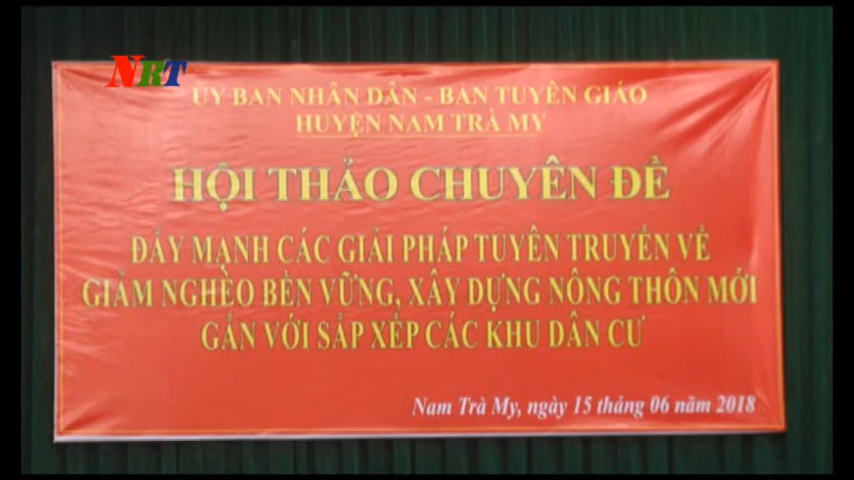 NRT
ỦY BAN NHÂN DÂN - BAN TUYÊN GIÁO
HUYỆN NAM TRÀ MY
HỘI THẢO CHUYÊN ĐỀ
ĐẨY MẠNH CÁC GIẢI PHÁP TUYÊN TRUYỀN VỀ
GIẢM NGHÈO BỀN VỮNG, XÂY DỰNG NÔNG THÔN MỚI
GẮN VỚI SẮP XẾP CÁC KHU DÂN CƯ
Nam Trà My, ngày 15 tháng 06 năm 2018